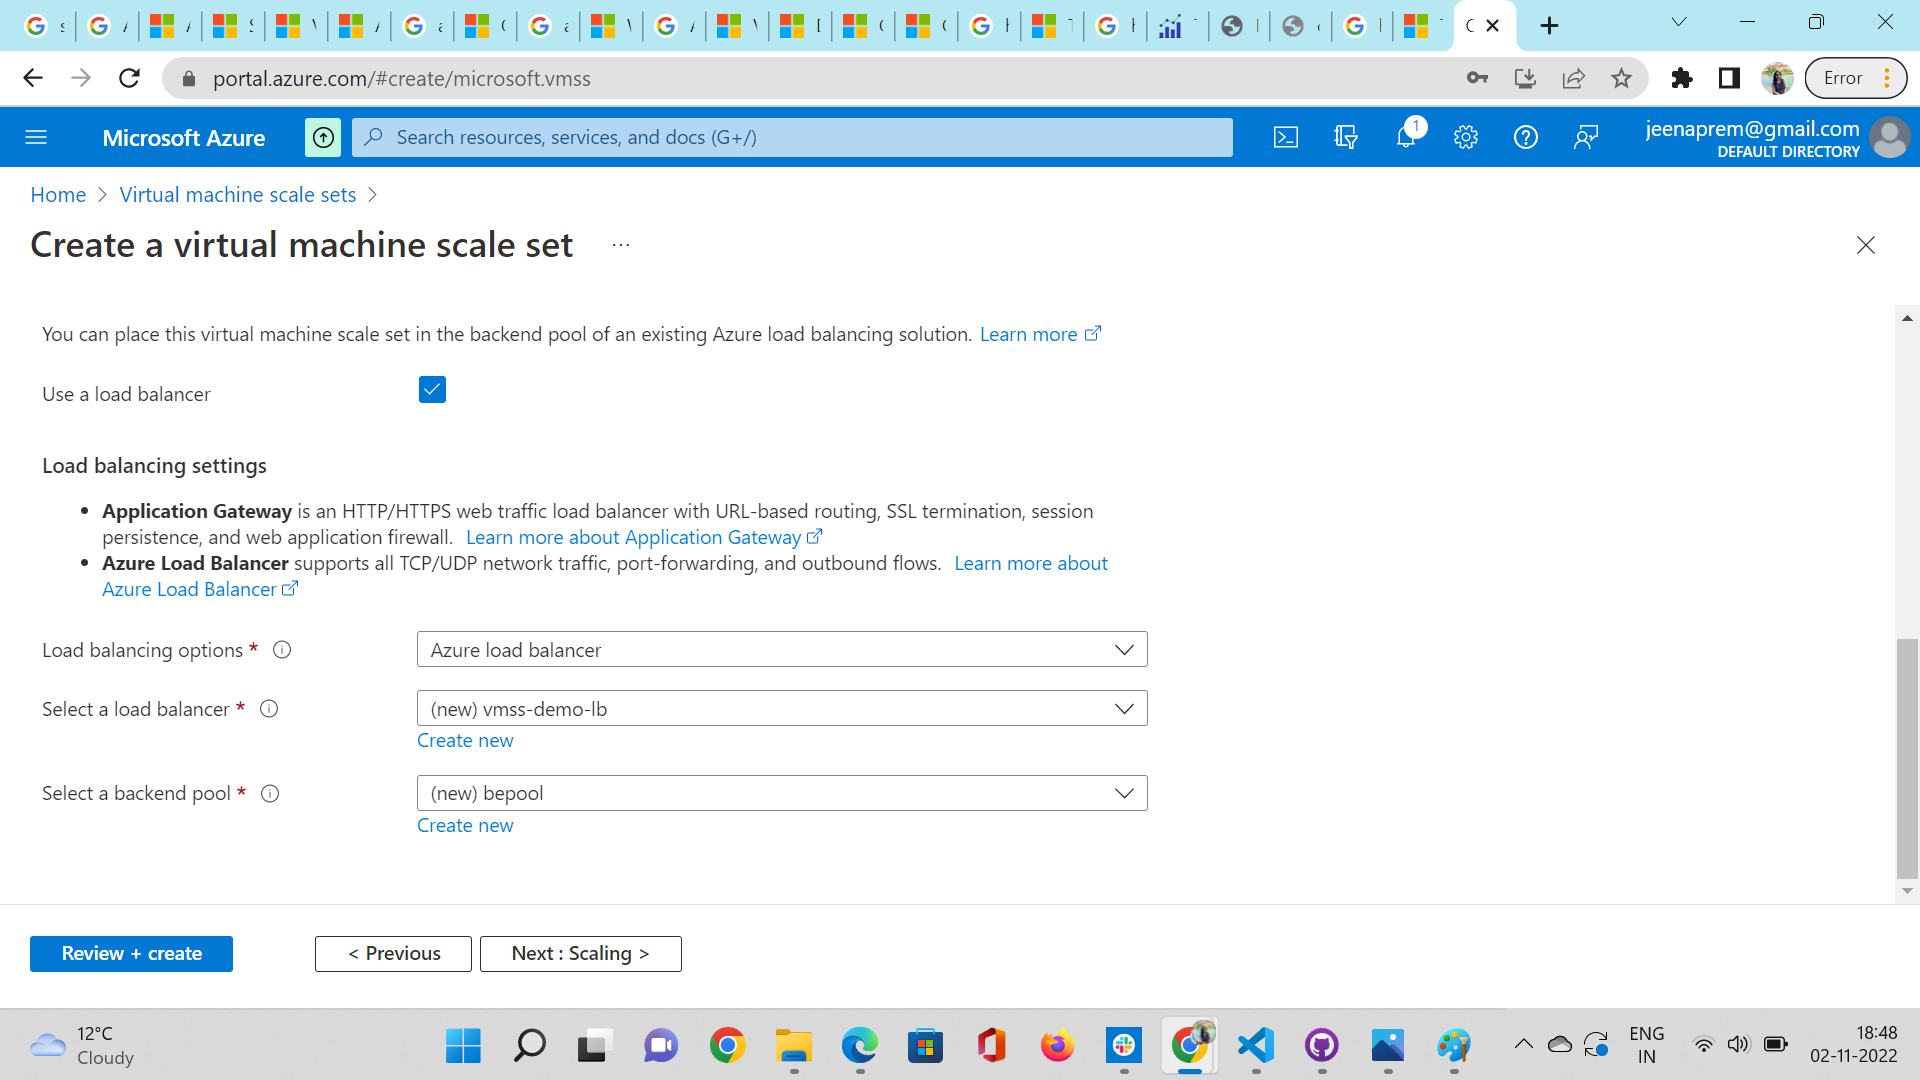 portal.azure.com/#create/microsoft.vmss
Error
Microsoft Azure
Search resources, services, and docs (G+/)
1
jeenaprem@gmail.com
DEFAULT DIRECTORY
Home > Virtual machine scale sets >
Create a virtual machine scale set ...
You can place this virtual machine scale set in the backend pool of an existing Azure load balancing solution. Learn more
Use a load balancer
Load balancing settings
• Application Gateway is an HTTP/HTTPS web traffic load balancer with URL-based routing, SSL termination, session
persistence, and web application firewall. Learn more about Application Gateway
• Azure Load Balancer supports all TCP/UDP network traffic, port-forwarding, and outbound flows. Learn more about
Azure Load Balancer
Load balancing options * Azure load balancer
Select a load balancer * (new) vmss-demo-lb
Create new
Select a backend pool * (new) bepool
Create new
Review + create
< Previous
Next : Scaling >
12°C
Cloudy
ENG
IN
18:48
02-11-2022